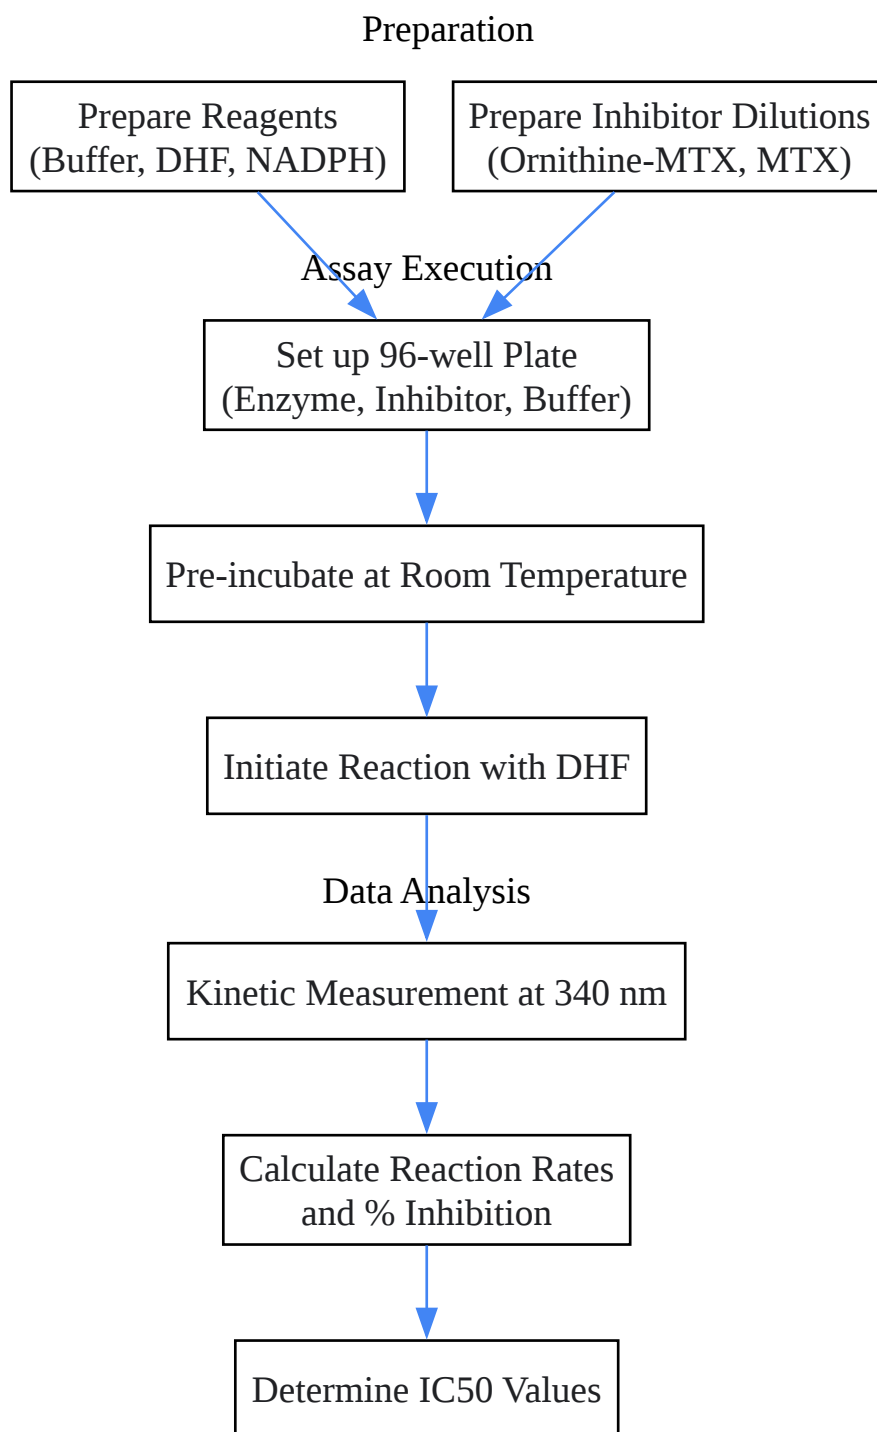 Preparation
Prepare Reagents
(Buffer, DHF, NADPH)
Prepare Inhibitor Dilutions
(Ornithine-MTX, MTX)
Assay Execution
Set up 96-well Plate
(Enzyme, Inhibitor, Buffer)
Pre-incubate at Room Temperature
Initiate Reaction with DHF
Data Analysis
Kinetic Measurement at 340 nm
Calculate Reaction Rates
and % Inhibition
Determine IC50 Values